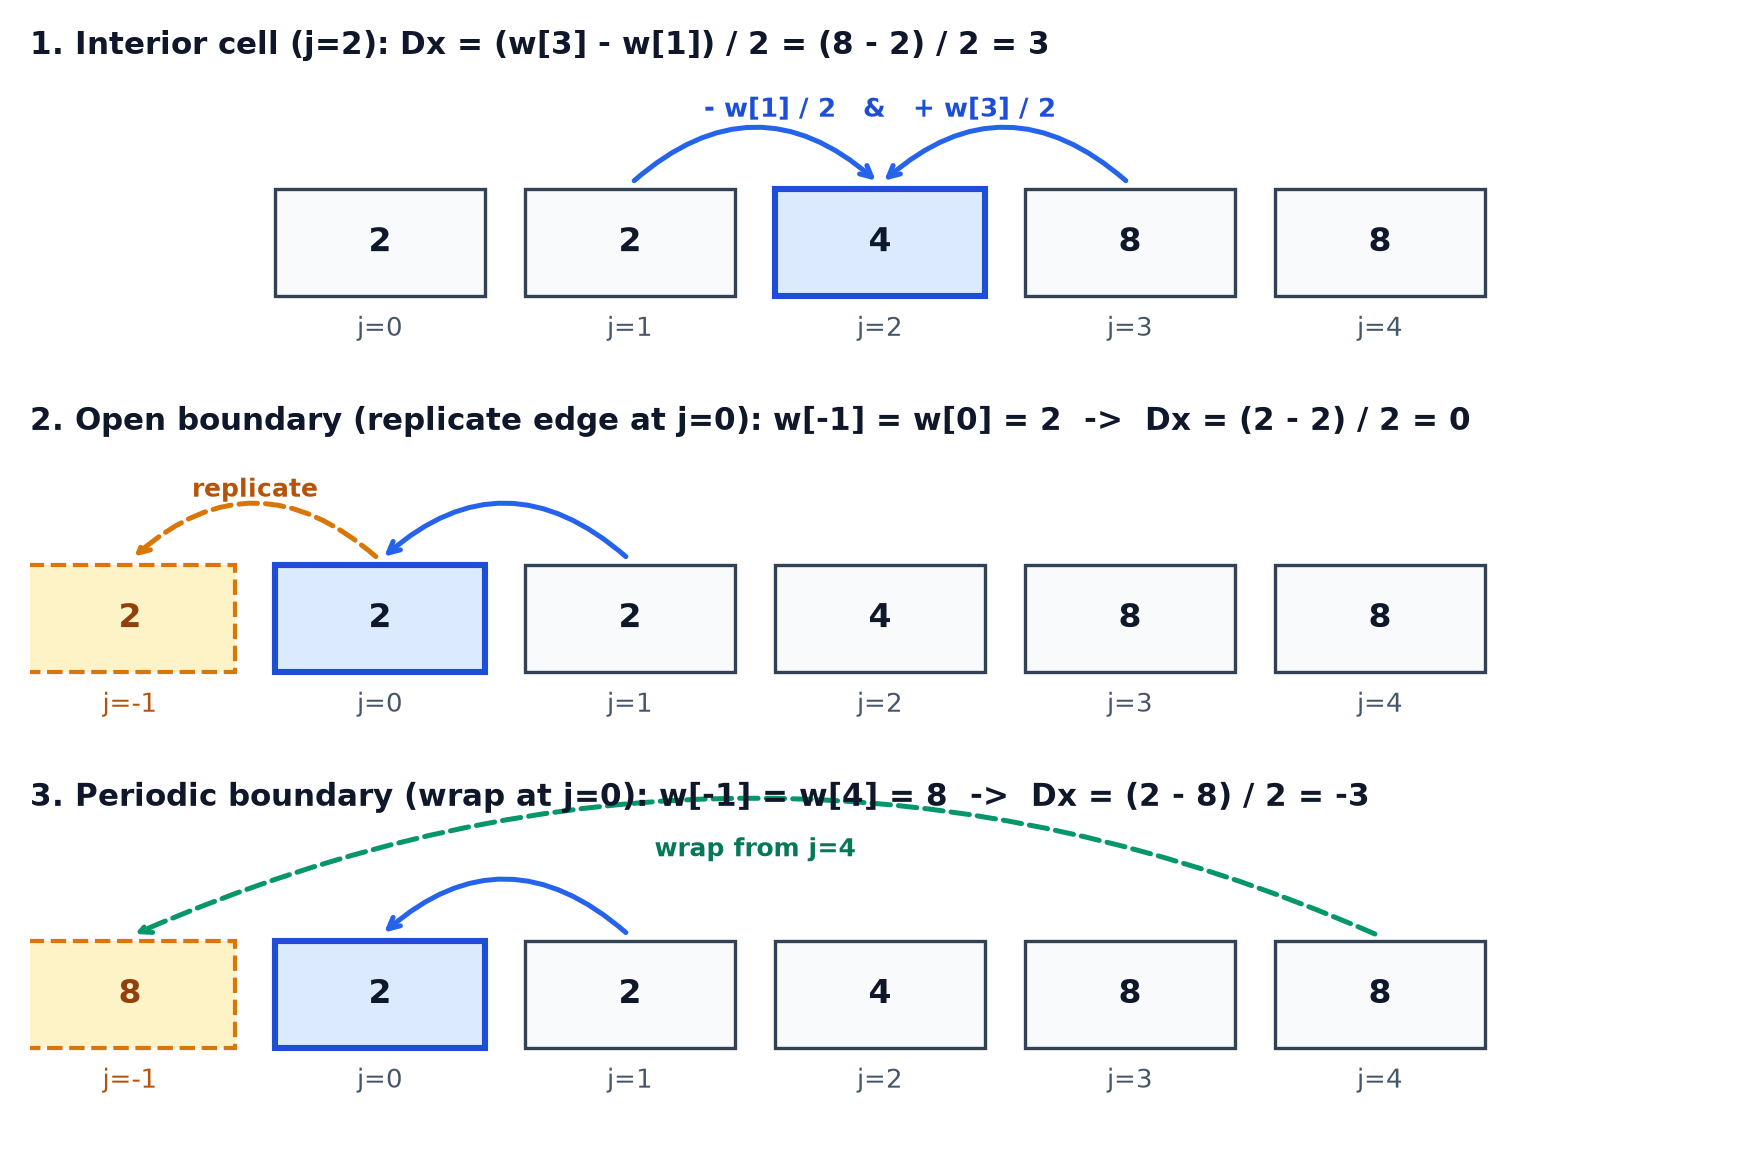 1. Interior cell (j=2): Dx = (w[3] - w[1]) / 2 = (8 - 2) / 2 = 3
- w[1] / 2 & + w[3] / 2
2 2 4 8 8
j=0 j=1 j=2 j=3 j=4
2. Open boundary (replicate edge at j=0): w[-1] = w[0] = 2 -> Dx = (2 - 2) / 2 = 0
replicate
2 2 2 4 8 8
j=-1 j=0 j=1 j=2 j=3 j=4
3. Periodic boundary (wrap at j=0): w[-1] = w[4] = 8 -> Dx = (2 - 8) / 2 = -3
wrap from j=4
8 2 2 4 8 8
j=-1 j=0 j=1 j=2 j=3 j=4